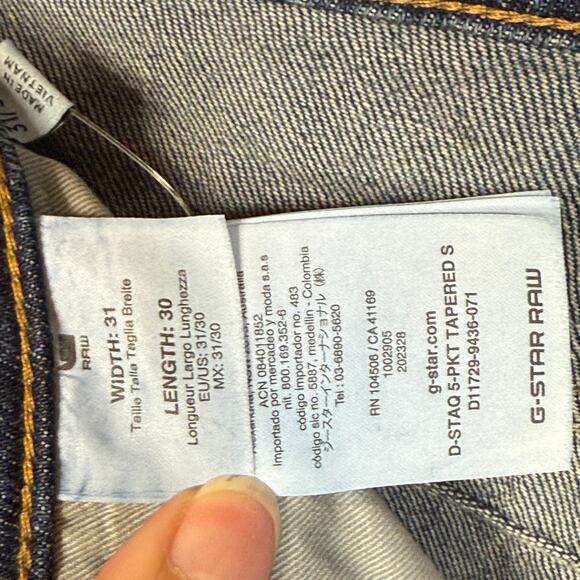 MADE IN
VIETNAM
RAW
WIDTH: 31
Taille Talla Taglia Breite
LENGTH: 30
Longueur Largo Lunghezza
EU/US: 31/30
MX: 31/30
Australia
ACN 084011852
Importado por mercadeo y moda s.a.s
nit. 800.169.352-6
código importador no. 483
código sic no. 5887, medellin - Colombia
ジースターインターナショナル (株)
Tel : 03-6890-5620
RN 104506 / CA 41169
1002905
202328
g-star.com
D-STAQ 5-PKT TAPERED S
D11729-9436-071
G-STAR RAW